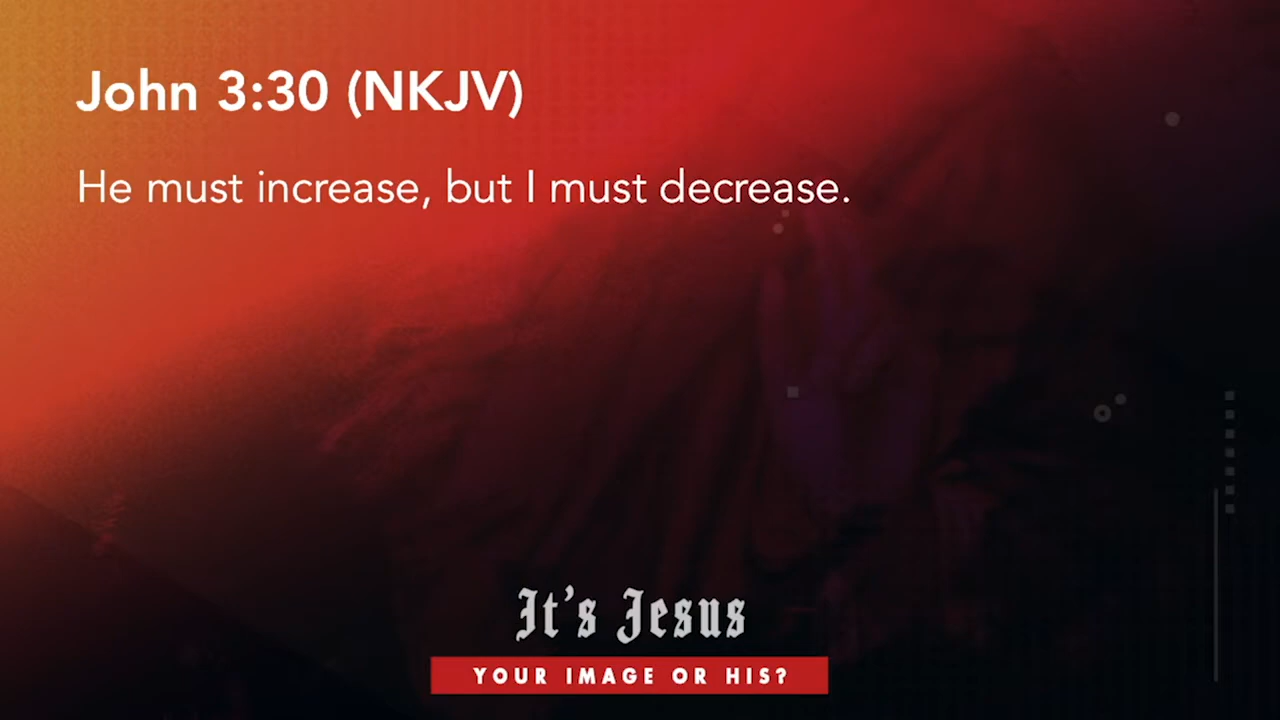 John 3:30 (NKJV)
He must increase, but I must decrease.
It's Jesus
YOUR IMAGE OR HIS?